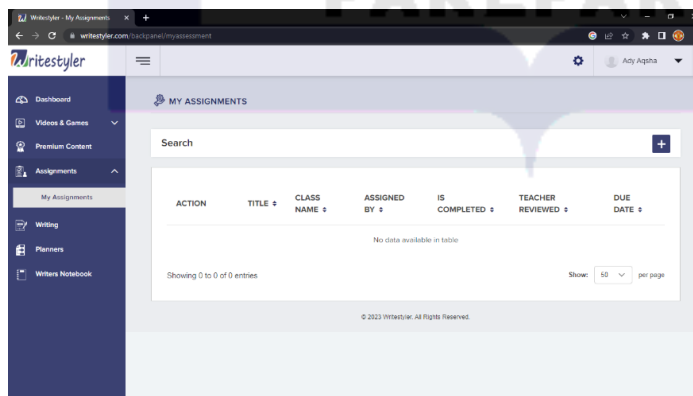 Writestyler - My Assignments
writestyler.com/backpanel/myassessment
Writestyler
Ady Aqsha
Dashboard
MY ASSIGNMENTS
Videos & Games
Premium Content
Search
Assignments
My Assignments
ACTION
TITLE
CLASS NAME
ASSIGNED BY
IS COMPLETED
TEACHER REVIEWED
DUE DATE
Writing
No data available in table
Planners
Writers Notebook
Showing 0 to 0 of 0 entries
Show: 50 per page
© 2023 Writestyler. All Rights Reserved.